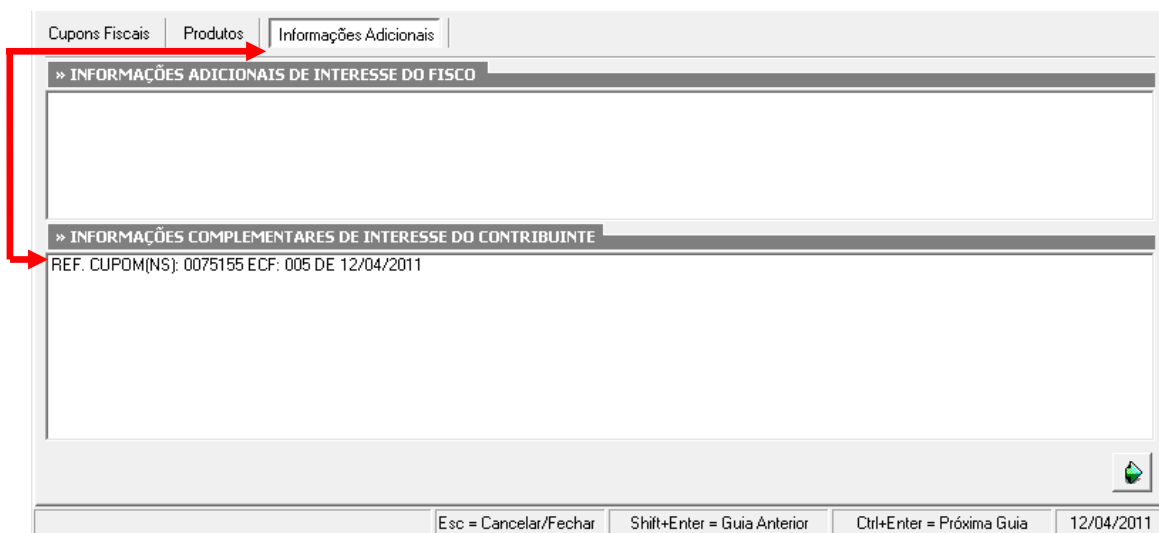 Cupons Fiscais Produtos Informações Adicionais
» INFORMAÇÕES ADICIONAIS DE INTERESSE DO FISCO
» INFORMAÇÕES COMPLEMENTARES DE INTERESSE DO CONTRIBUINTE
REF. CUPOM(NS): 0075155 ECF: 005 DE 12/04/2011
Esc = Cancelar/Fechar Shift+Enter = Guia Anterior Ctrl+Enter = Próxima Guia 12/04/2011